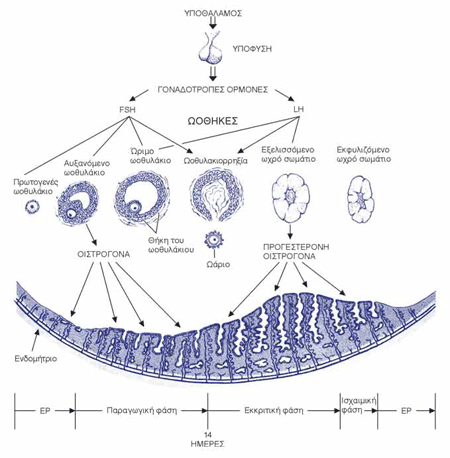 ΥΠΟΘΑΛΑΜΟΣ
ΥΠΟΦΥΣΗ
ΓΟΝΑΔΟΤΡΟΠΕΣ ΟΡΜΟΝΕΣ
FSH
ΩΟΘΗΚΕΣ
LH
Πρωτογενές
ωοθυλάκιο
Αυξανόμενο
ωοθυλάκιο
Ώριμο
ωοθυλάκιο
Ωοθυλακιορρηξία
Εξελισσόμενο
ωχρό σωμάτιο
Εκφυλιζόμενο
ωχρό σωμάτιο
Θήκη του
ωοθυλάκιου
Ωάριο
ΟΙΣΤΡΟΓΟΝΑ
ΠΡΟΓΕΣΤΕΡΟΝΗ
ΟΙΣΤΡΟΓΟΝΑ
Ενδομήτριο
ΕΡ
Παραγωγική φάση
Εκκριτική φάση
Ισχαιμική
φάση
ΕΡ
14
ΗΜΕΡΕΣ